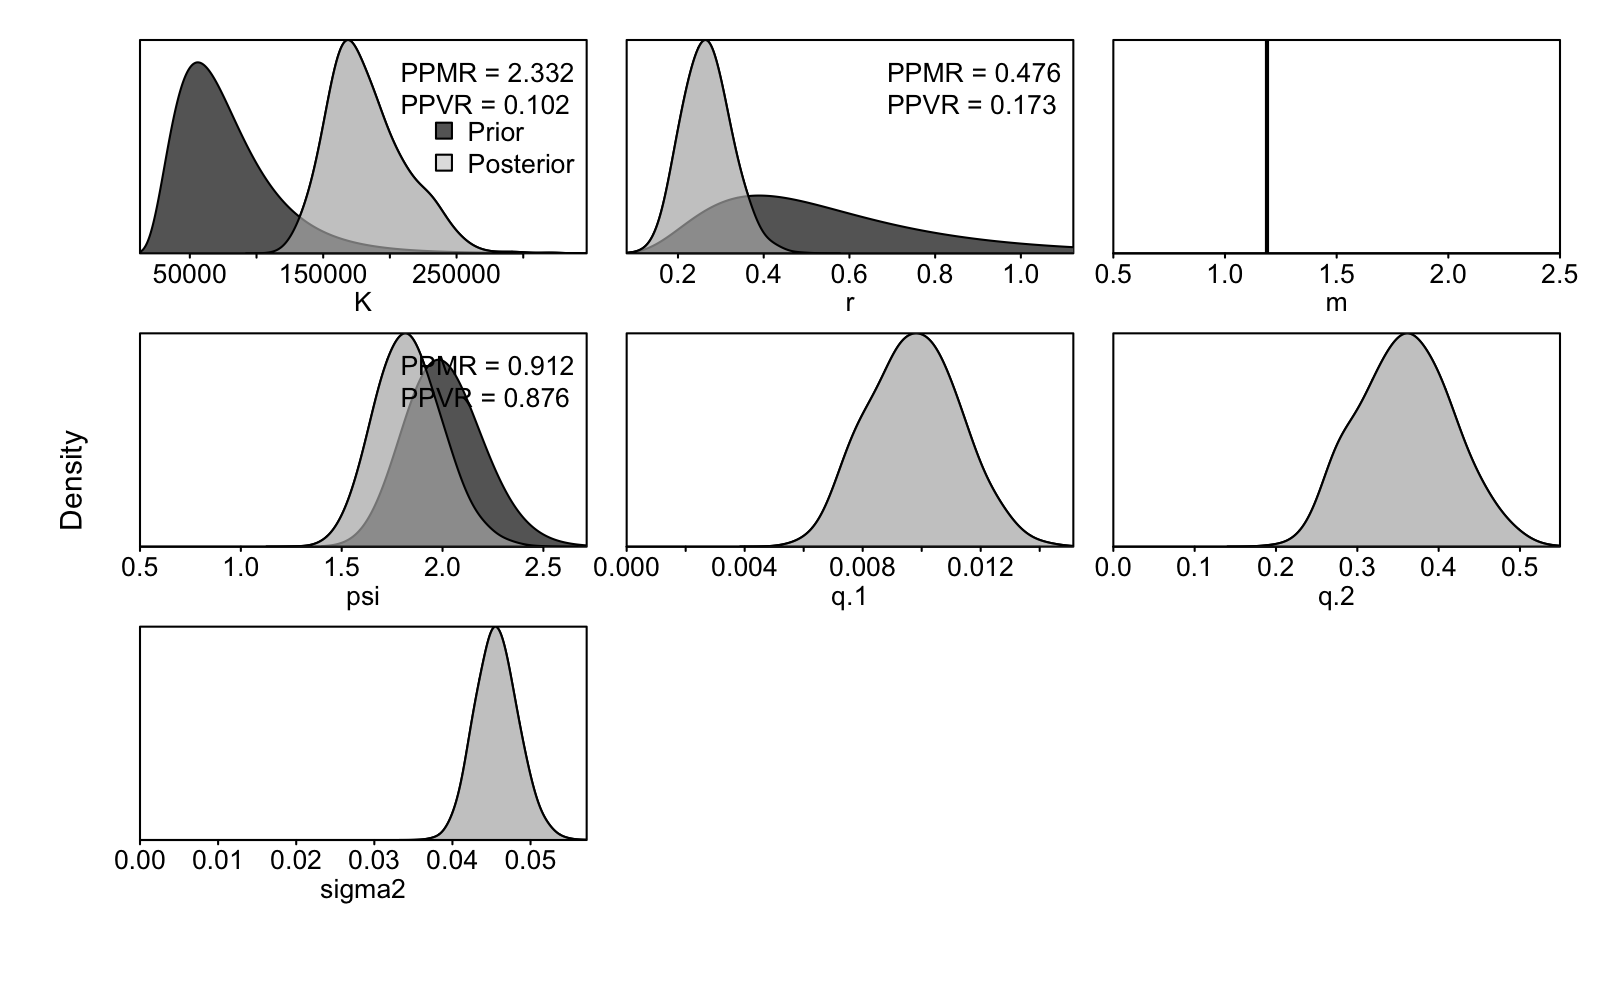 PPMR = 2.332
PPVR = 0.102
Prior
Posterior
50000 150000 250000
K
PPMR = 0.476
PPVR = 0.173
0.2 0.4 0.6 0.8 1.0
r
0.5 1.0 1.5 2.0 2.5
m
Density
PPMR = 0.912
PPVR = 0.876
0.5 1.0 1.5 2.0 2.5
psi
0.000 0.004 0.008 0.012
q.1
0.0 0.1 0.2 0.3 0.4 0.5
q.2
0.00 0.01 0.02 0.03 0.04 0.05
sigma2